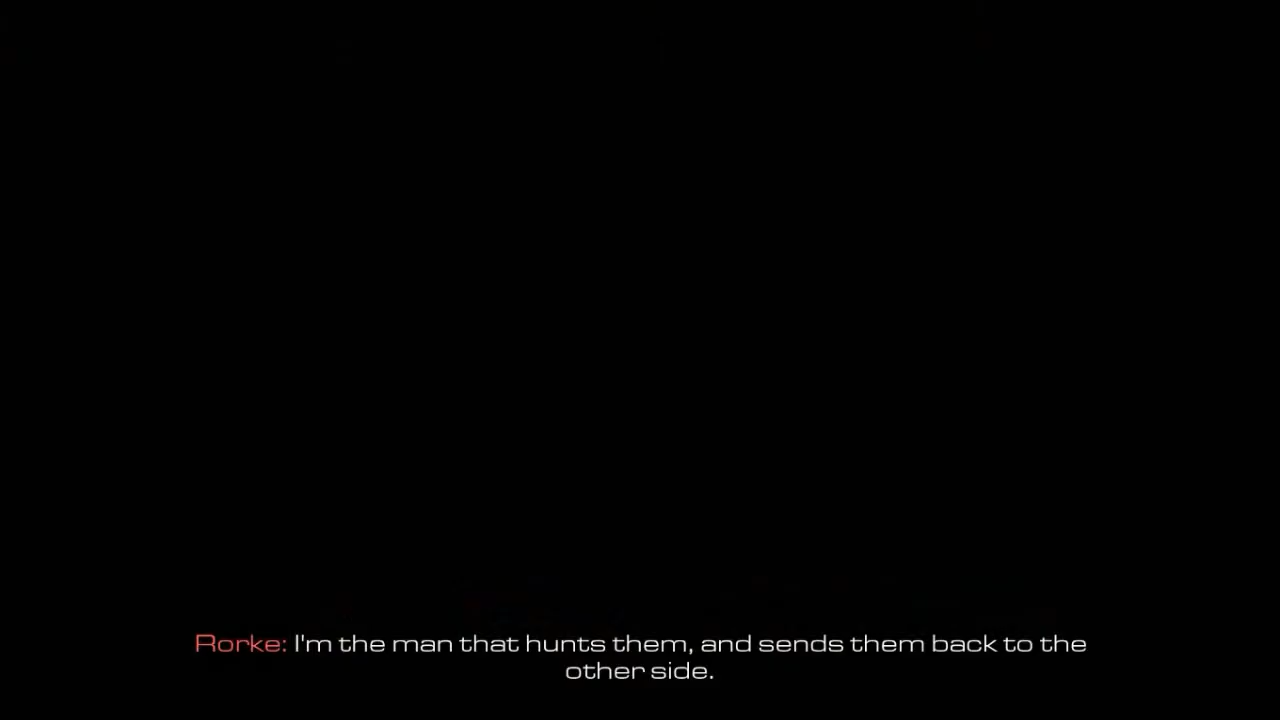 Rorke: I'm the man that hunts them, and sends them back to the
other side.